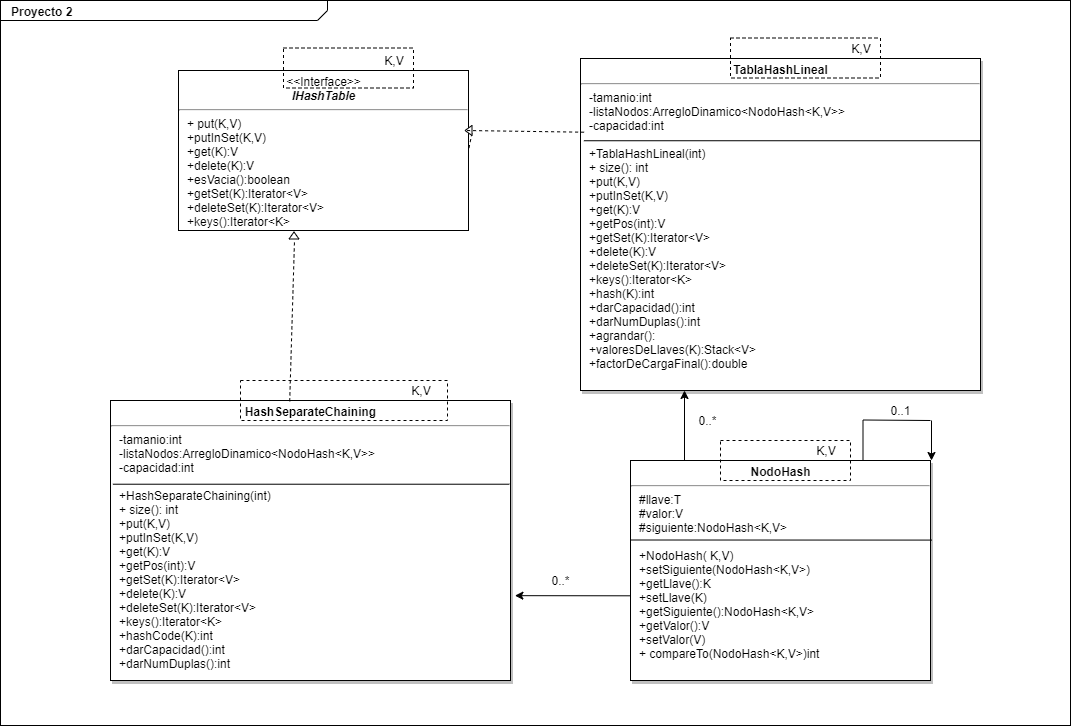 Proyecto 2
K,V
<<Interface>>
IHashTable
+ put(K,V)
+putInSet(K,V)
+get(K):V
+delete(K):V
+esVacia():boolean
+getSet(K):Iterator<V>
+deleteSet(K):Iterator<V>
+keys():Iterator<K>
K,V
TablaHashLineal
-tamanio:int
-listaNodos:ArregloDinamico<NodoHash<K,V>>
-capacidad:int
+TablaHashLineal(int)
+ size(): int
+put(K,V)
+putInSet(K,V)
+get(K):V
+getPos(int):V
+getSet(K):Iterator<V>
+delete(K):V
+deleteSet(K):Iterator<V>
+keys():Iterator<K>
+hash(K):int
+darCapacidad():int
+darNumDuplas():int
+agrandar():
+valoresDeLlaves(K):Stack<V>
+factorDeCargaFinal():double
K,V
HashSeparateChaining
-tamanio:int
-listaNodos:ArregloDinamico<NodoHash<K,V>>
-capacidad:int
+HashSeparateChaining(int)
+ size(): int
+put(K,V)
+putInSet(K,V)
+get(K):V
+getPos(int):V
+getSet(K):Iterator<V>
+delete(K):V
+deleteSet(K):Iterator<V>
+keys():Iterator<K>
+hashCode(K):int
+darCapacidad():int
+darNumDuplas():int
0..*
0..1
0..*
K,V
NodoHash
#llave:T
#valor:V
#siguiente:NodoHash<K,V>
+NodoHash( K,V)
+setSiguiente(NodoHash<K,V>)
+getLlave():K
+setLlave(K)
+getSiguiente():NodoHash<K,V>
+getValor():V
+setValor(V)
+ compareTo(NodoHash<K,V>)int